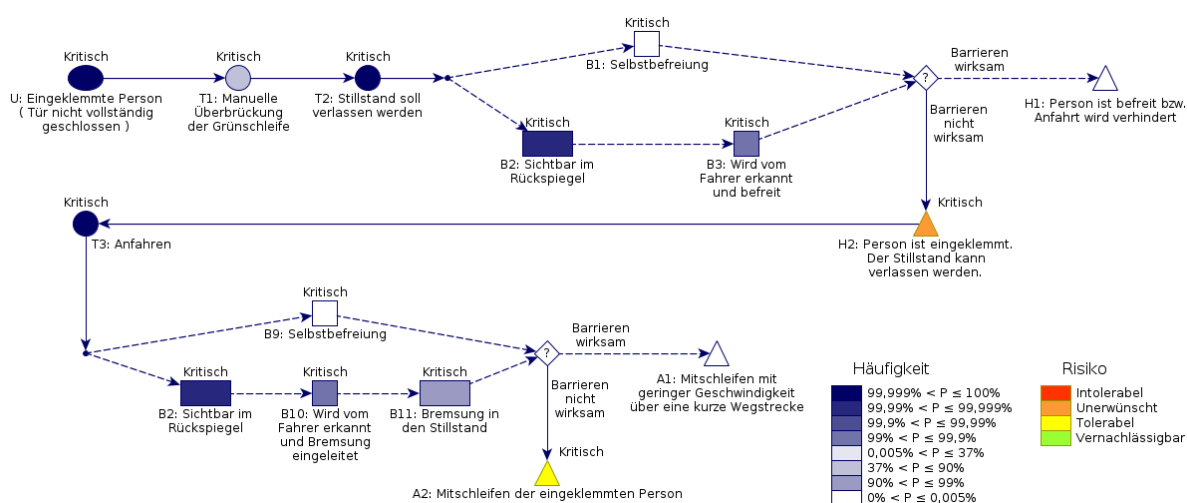 Kritisch
U: Eingeklemmte Person
( Tür nicht vollständig
geschlossen )
Kritisch
T1: Manuelle
Überbrückung
der Grünschleife
Kritisch
T2: Stillstand soll
verlassen werden
Kritisch
B1: Selbstbefreiung
Kritisch
B2: Sichtbar im
Rückspiegel
Kritisch
B3: Wird vom
Fahrer erkannt
und befreit
?
Barrieren
wirksam
H1: Person ist befreit bzw.
Anfahrt wird verhindert
Barrieren
nicht
wirksam
Kritisch
H2: Person ist eingeklemmt.
Der Stillstand kann
verlassen werden.
Kritisch
T3: Anfahren
Kritisch
B9: Selbstbefreiung
Kritisch
B2: Sichtbar im
Rückspiegel
Kritisch
B10: Wird vom
Fahrer erkannt
und Bremsung
eingeleitet
Kritisch
B11: Bremsung in
den Stillstand
?
Barrieren
wirksam
A1: Mitschleifen mit
geringer Geschwindigkeit
über eine kurze Wegstrecke
Barrieren
nicht
wirksam
Kritisch
A2: Mitschleifen der eingeklemmten Person
Häufigkeit
99,999% < P ≤ 100%
99,99% < P ≤ 99,999%
99,9% < P ≤ 99,99%
99% < P ≤ 99,9%
0,005% < P ≤ 37%
37% < P ≤ 90%
90% < P ≤ 99%
0% < P ≤ 0,005%
Risiko
Intolerabel
Unerwünscht
Tolerabel
Vernachlässigbar